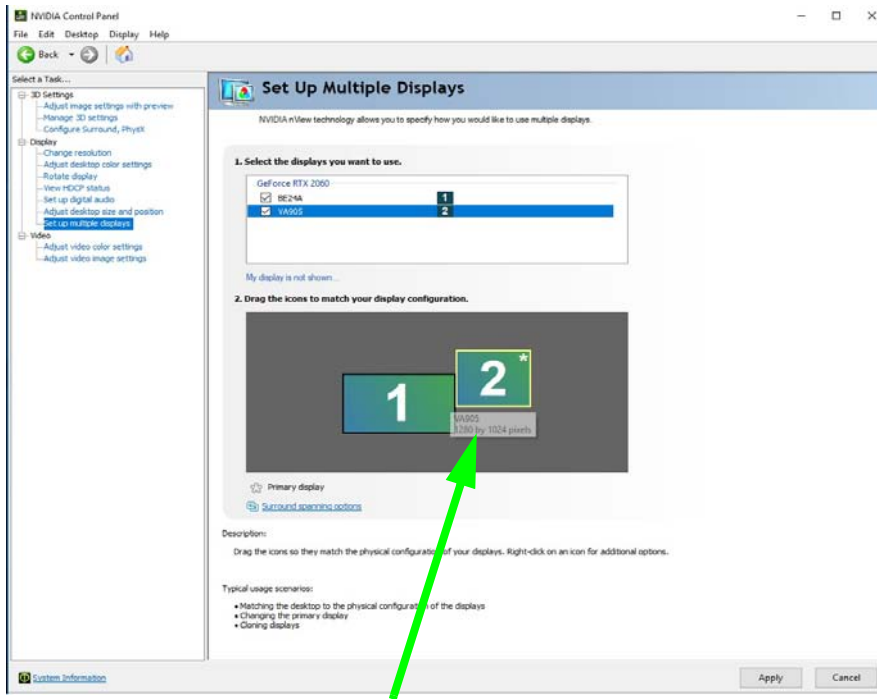 NVIDIA Control Panel
File Edit Desktop Display Help
Back
Select a Task...
3D Settings
Adjust image settings with preview
Manage 3D settings
Configure Surround, PhysX
Display
Change resolution
Adjust desktop color settings
Rotate display
View HDCP status
Set up digital audio
Adjust desktop size and position
Set up multiple displays
Video
Adjust video color settings
Adjust video image settings
Set Up Multiple Displays
NVIDIA nView technology allows you to specify how you would like to use multiple displays.
1. Select the displays you want to use.
GeForce RTX 2060
BE24A 1
VA905 2
My display is not shown...
2. Drag the icons to match your display configuration.
1
2 *
VA905
1280 by 1024 pixels
Primary display
Surround spanning options
Description:
Drag the icons so they match the physical configuration of your displays. Right-click on an icon for additional options.
Typical usage scenarios:
• Matching the desktop to the physical configuration of the displays
• Changing the primary display
• Cloning displays
System Information
Apply Cancel